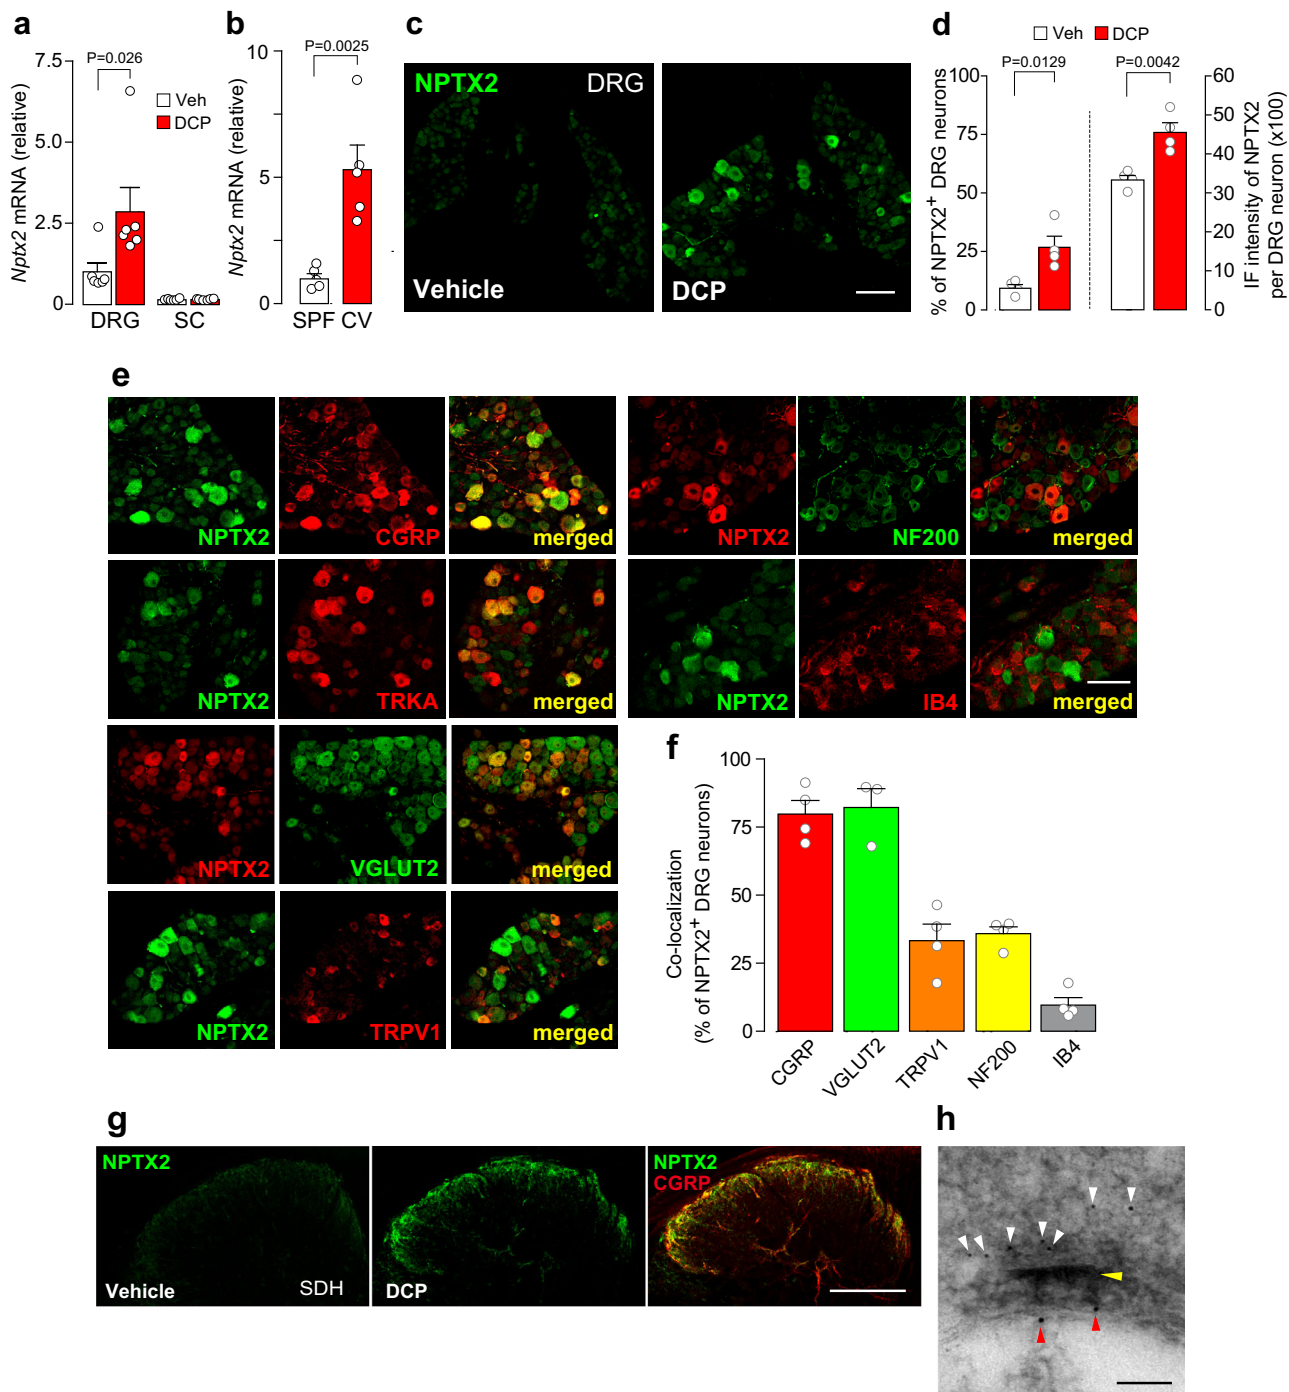 a
P=0.026
Nptx2 mRNA (relative)
7.5
5.0
2.5
0
Veh
DCP
DRG
SC
b
P=0.0025
Nptx2 mRNA (relative)
10
5
0
SPF
CV
c
NPTX2
DRG
Vehicle
DCP
d
Veh
DCP
P=0.0129
P=0.0042
% of NPTX2+ DRG neurons
100
75
50
25
0
60
50
40
30
20
10
0
IF intensity of NPTX2
per DRG neuron (x100)
e
NPTX2
CGRP
merged
NPTX2
NF200
merged
NPTX2
TRKA
merged
NPTX2
IB4
merged
NPTX2
VGLUT2
merged
NPTX2
TRPV1
merged
f
Co-localization
(% of NPTX2+ DRG neurons)
100
75
50
25
0
CGRP
VGLUT2
TRPV1
NF200
IB4
g
NPTX2
Vehicle
SDH
DCP
NPTX2
CGRP
h